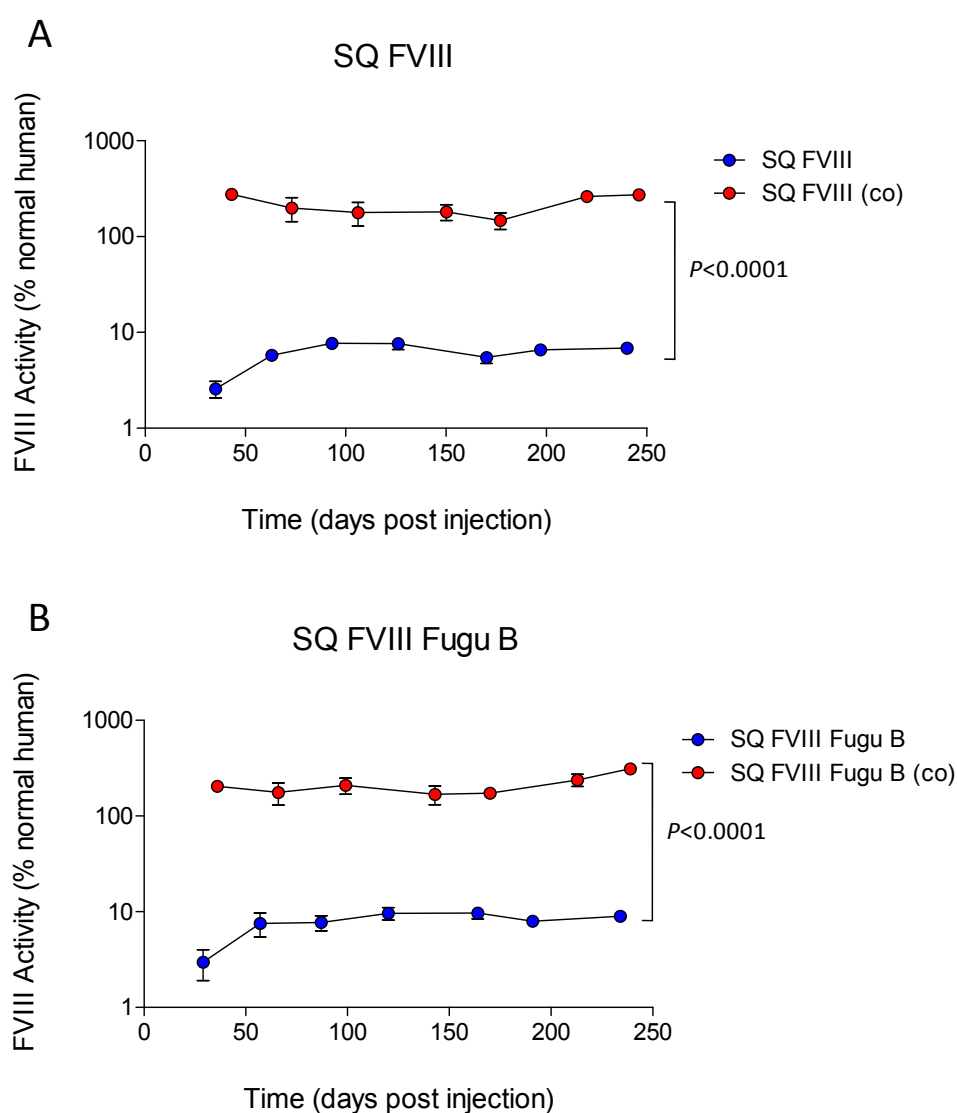 A
SQ FVIII
FVIII Activity (% normal human)
1000
100
10
1
0 50 100 150 200 250
Time (days post injection)
SQ FVIII
SQ FVIII (co)
P<0.0001
B
SQ FVIII Fugu B
FVIII Activity (% normal human)
1000
100
10
1
0 50 100 150 200 250
Time (days post injection)
SQ FVIII Fugu B
SQ FVIII Fugu B (co)
P<0.0001